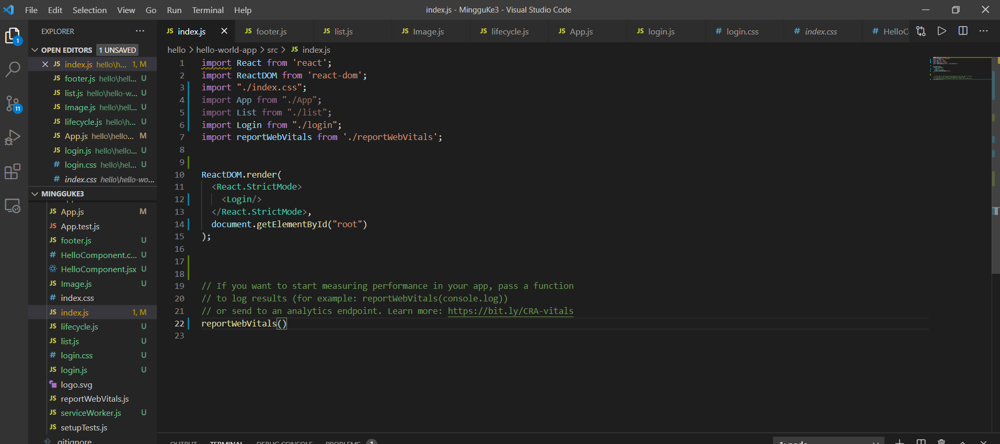 File Edit Selection View Go Run Terminal Help
index.js - MingguKe3 - Visual Studio Code
EXPLORER
OPEN EDITORS 1 UNSAVED
JS index.js hello\h... 1, M
JS footer.js hello\hell... U
JS list.js hello\hello-w... U
JS Image.js hello\hell... U
JS lifecycle.js hello\h... U
JS App.js hello\hello... M
JS login.js hello\hello... U
# login.css hello\hel... U
# index.css hello\hello-wo...
MINGGUKE3
JS App.js M
JS App.test.js
JS footer.js U
# HelloComponent.c... U
HelloComponent.jsx U
JS Image.js U
# index.css
JS index.js 1, M
JS lifecycle.js U
JS list.js U
# login.css U
JS login.js U
logo.svg
JS reportWebVitals.js
JS serviceWorker.js U
JS setupTests.js
.gitignore
1
11
JS index.js JS footer.js JS list.js JS Image.js JS lifecycle.js JS App.js JS login.js # login.css # index.css # HelloC
hello > hello-world-app > src > JS index.js
1 import React from 'react';
2 import ReactDOM from 'react-dom';
3 import "./index.css";
4 import App from "./App";
5 import List from "./list";
6 import Login from "./login";
7 import reportWebVitals from './reportWebVitals';
8
9
10 ReactDOM.render(
11 <React.StrictMode>
12 <Login/>
13 </React.StrictMode>,
14 document.getElementById("root")
15 );
16
17
18
19 // If you want to start measuring performance in your app, pass a function
20 // to log results (for example: reportWebVitals(console.log))
21 // or send to an analytics endpoint. Learn more: https://bit.ly/CRA-vitals
22 reportWebVitals()
23
OUTPUT TERMINAL DEBUG CONSOLE PROBLEMS 1
1: node